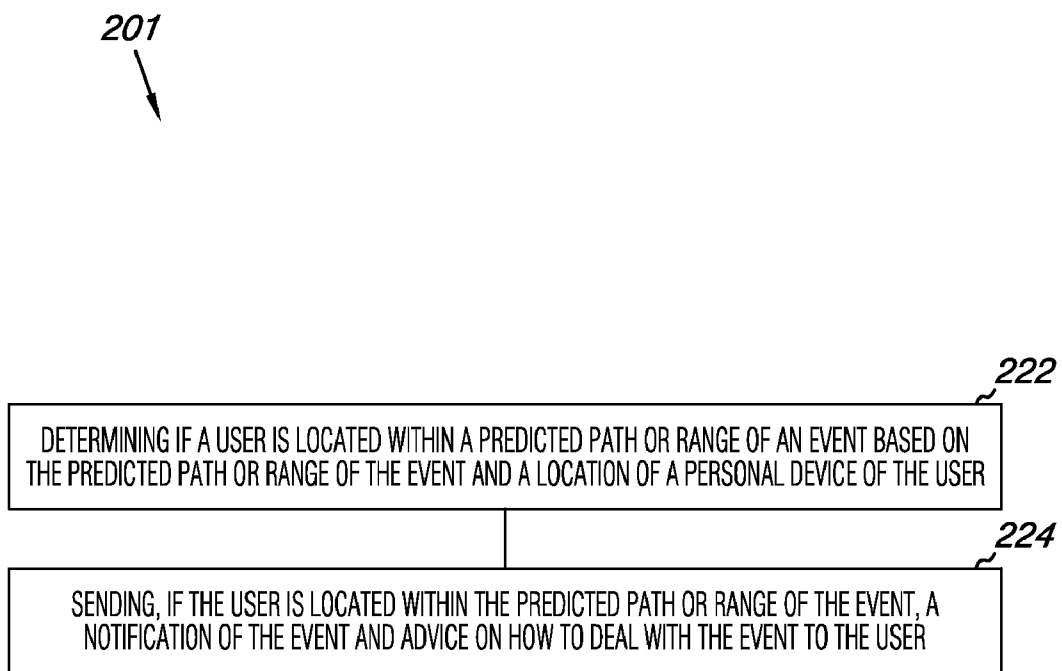 201
222
DETERMINING IF A USER IS LOCATED WITHIN A PREDICTED PATH OR RANGE OF AN EVENT BASED ON
THE PREDICTED PATH OR RANGE OF THE EVENT AND A LOCATION OF A PERSONAL DEVICE OF THE USER
224
SENDING, IF THE USER IS LOCATED WITHIN THE PREDICTED PATH OR RANGE OF THE EVENT, A
NOTIFICATION OF THE EVENT AND ADVICE ON HOW TO DEAL WITH THE EVENT TO THE USER